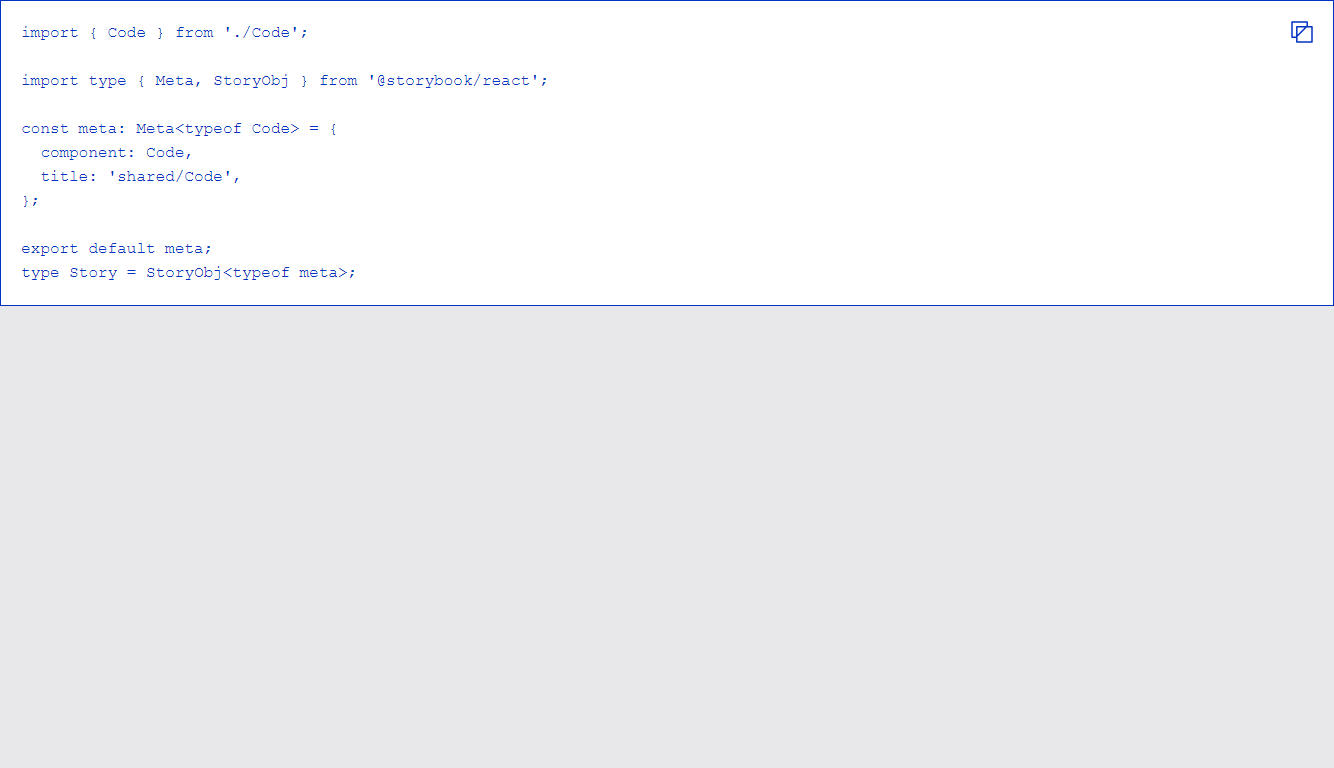 import { Code } from './Code';

import type { Meta, StoryObj } from '@storybook/react';

const meta: Meta<typeof Code> = {
  component: Code,
  title: 'shared/Code',
};

export default meta;
type Story = StoryObj<typeof meta>;